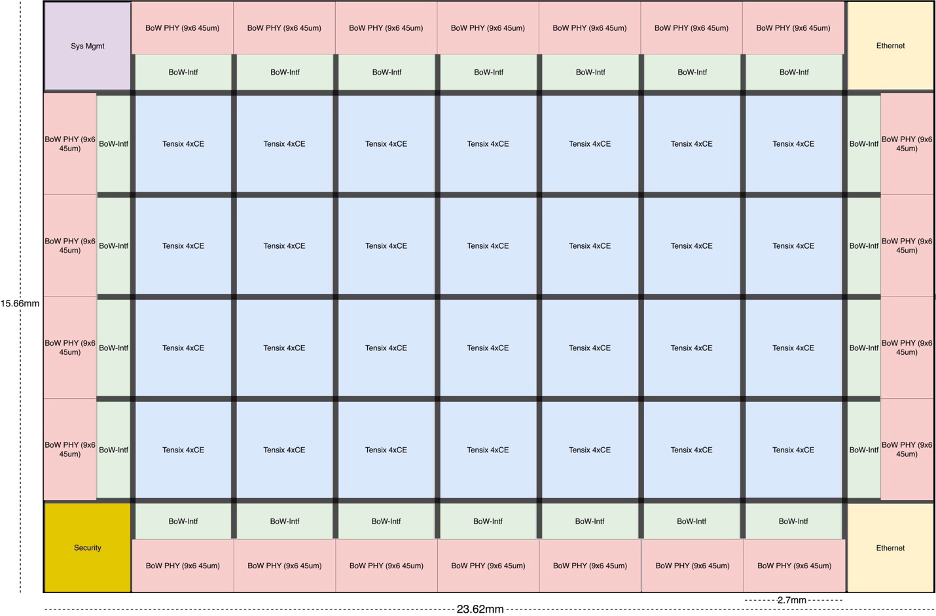 Sys Mgmt
BoW PHY (9x6 45um) BoW PHY (9x6 45um) BoW PHY (9x6 45um) BoW PHY (9x6 45um) BoW PHY (9x6 45um) BoW PHY (9x6 45um) BoW PHY (9x6 45um)
Ethernet
BoW-Intf BoW-Intf BoW-Intf BoW-Intf BoW-Intf BoW-Intf BoW-Intf
BoW PHY (9x6
45um)
BoW-Intf Tensix 4xCE Tensix 4xCE Tensix 4xCE Tensix 4xCE Tensix 4xCE Tensix 4xCE Tensix 4xCE BoW-Intf
BoW PHY (9x6
45um)
BoW PHY (9x6
45um)
BoW-Intf Tensix 4xCE Tensix 4xCE Tensix 4xCE Tensix 4xCE Tensix 4xCE Tensix 4xCE Tensix 4xCE BoW-Intf
BoW PHY (9x6
45um)
15.66mm
BoW PHY (9x6
45um)
BoW-Intf Tensix 4xCE Tensix 4xCE Tensix 4xCE Tensix 4xCE Tensix 4xCE Tensix 4xCE Tensix 4xCE BoW-Intf
BoW PHY (9x6
45um)
BoW PHY (9x6
45um)
BoW-Intf Tensix 4xCE Tensix 4xCE Tensix 4xCE Tensix 4xCE Tensix 4xCE Tensix 4xCE Tensix 4xCE BoW-Intf
BoW PHY (9x6
45um)
BoW-Intf BoW-Intf BoW-Intf BoW-Intf BoW-Intf BoW-Intf BoW-Intf
Security
Ethernet
BoW PHY (9x6 45um) BoW PHY (9x6 45um) BoW PHY (9x6 45um) BoW PHY (9x6 45um) BoW PHY (9x6 45um) BoW PHY (9x6 45um) BoW PHY (9x6 45um)
2.7mm
23.62mm